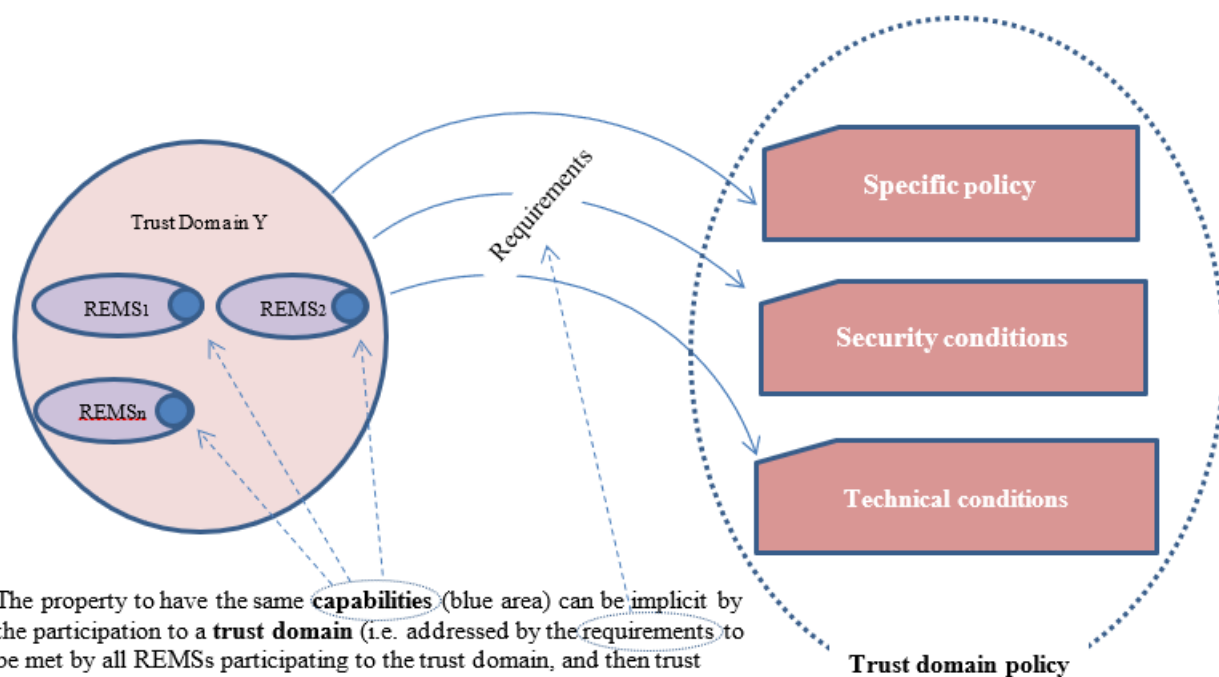 Specific policy
Requirements
Trust Domain Y
REMS1
REMS2
Security conditions
REMSn
Technical conditions
The property to have the same capabilities (blue area) can be implicit by
the participation to a trust domain (i.e. addressed by the requirements to
be met by all REMSs participating to the trust domain, and then trust
Trust domain policy